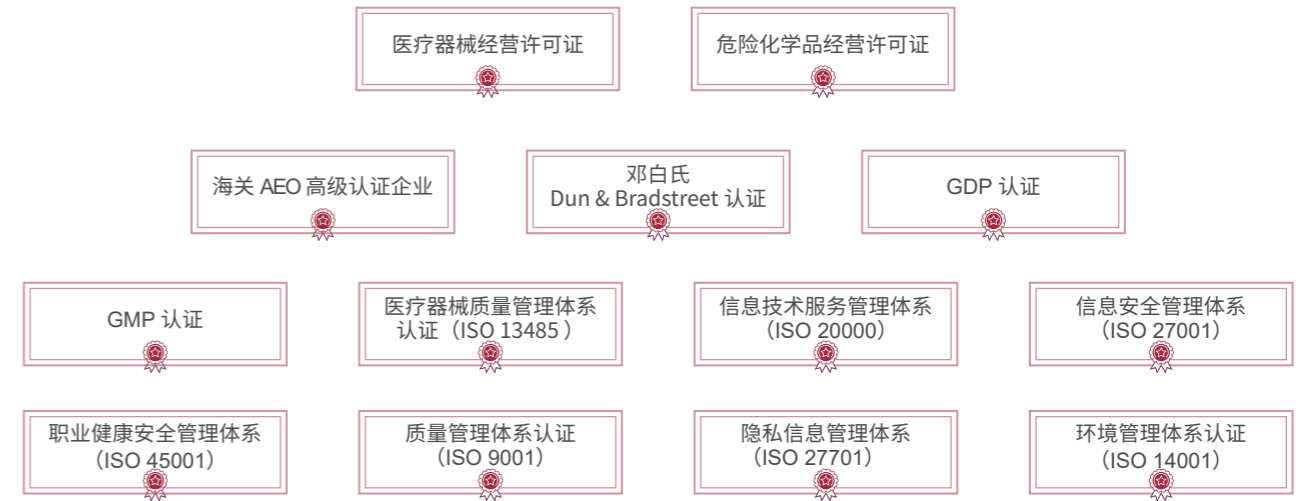 医疗器械经营许可证
危险化学品经营许可证
海关 AEO 高级认证企业
邓白氏
Dun & Bradstreet 认证
GDP 认证
GMP 认证
医疗器械质量管理体系
认证（ISO 13485 ）
信息技术服务管理体系
（ISO 20000）
信息安全管理体系
（ISO 27001）
职业健康安全管理体系
（ISO 45001）
质量管理体系认证
（ISO 9001）
隐私信息管理体系
（ISO 27701）
环境管理体系认证
（ISO 14001）